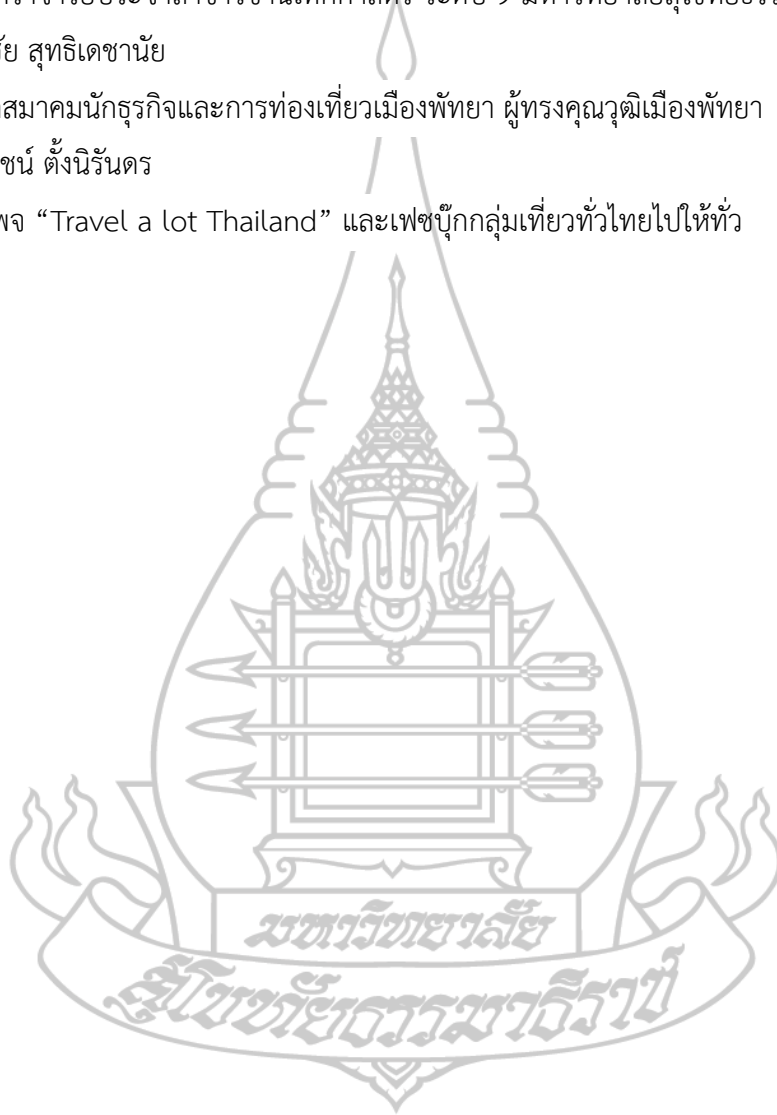 สุทธิเดชานัย
สมาคมนักธุรกิจและการท่องเที่ยวเมืองพัทยา ผู้ทรงคุณวุฒิเมืองพัทยา
ตั้งนิรันดร
“Travel a lot Thailand” และเฟซบุ๊กกลุ่มเที่ยวทั่วไทยไปให้ทั่ว
มหาวิทยาลัย
สุโขทัยธรรมาธิราช